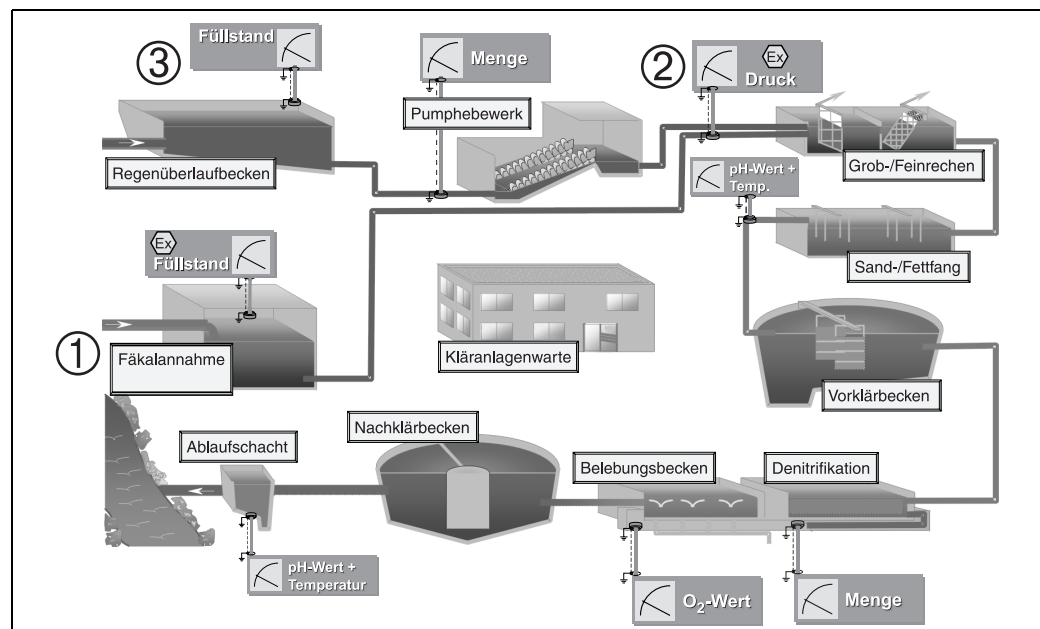 ③
Füllstand
Menge
②
Ex
Druck
Pumphebewerk
Regenüberlaufbecken
Grob-/Feinrechen
pH-Wert +
Temp.
Ex
Füllstand
Sand-/Fettfang
①
Fäkalannahme
Kläranlagenwarte
Vorklärbecken
Ablaufschacht
Nachklärbecken
Belebungsbecken
Denitrifikation
pH-Wert +
Temperatur
O₂-Wert
Menge